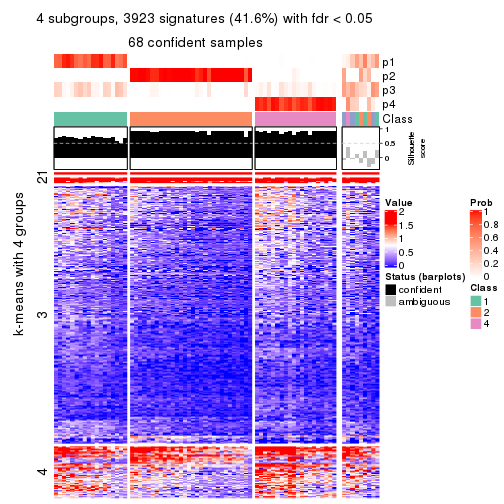 4 subgroups, 3923 signatures (41.6%) with fdr < 0.05
68 confident samples
p1
p2
p3
p4
Class
1
0.5
0
Silhouette
score
k-means with 4 groups
21
3
4
Value
2
1.5
1
0.5
0
Status (barplots)
confident
ambiguous
Prob
1
0.8
0.6
0.4
0.2
0
Class
1
2
4